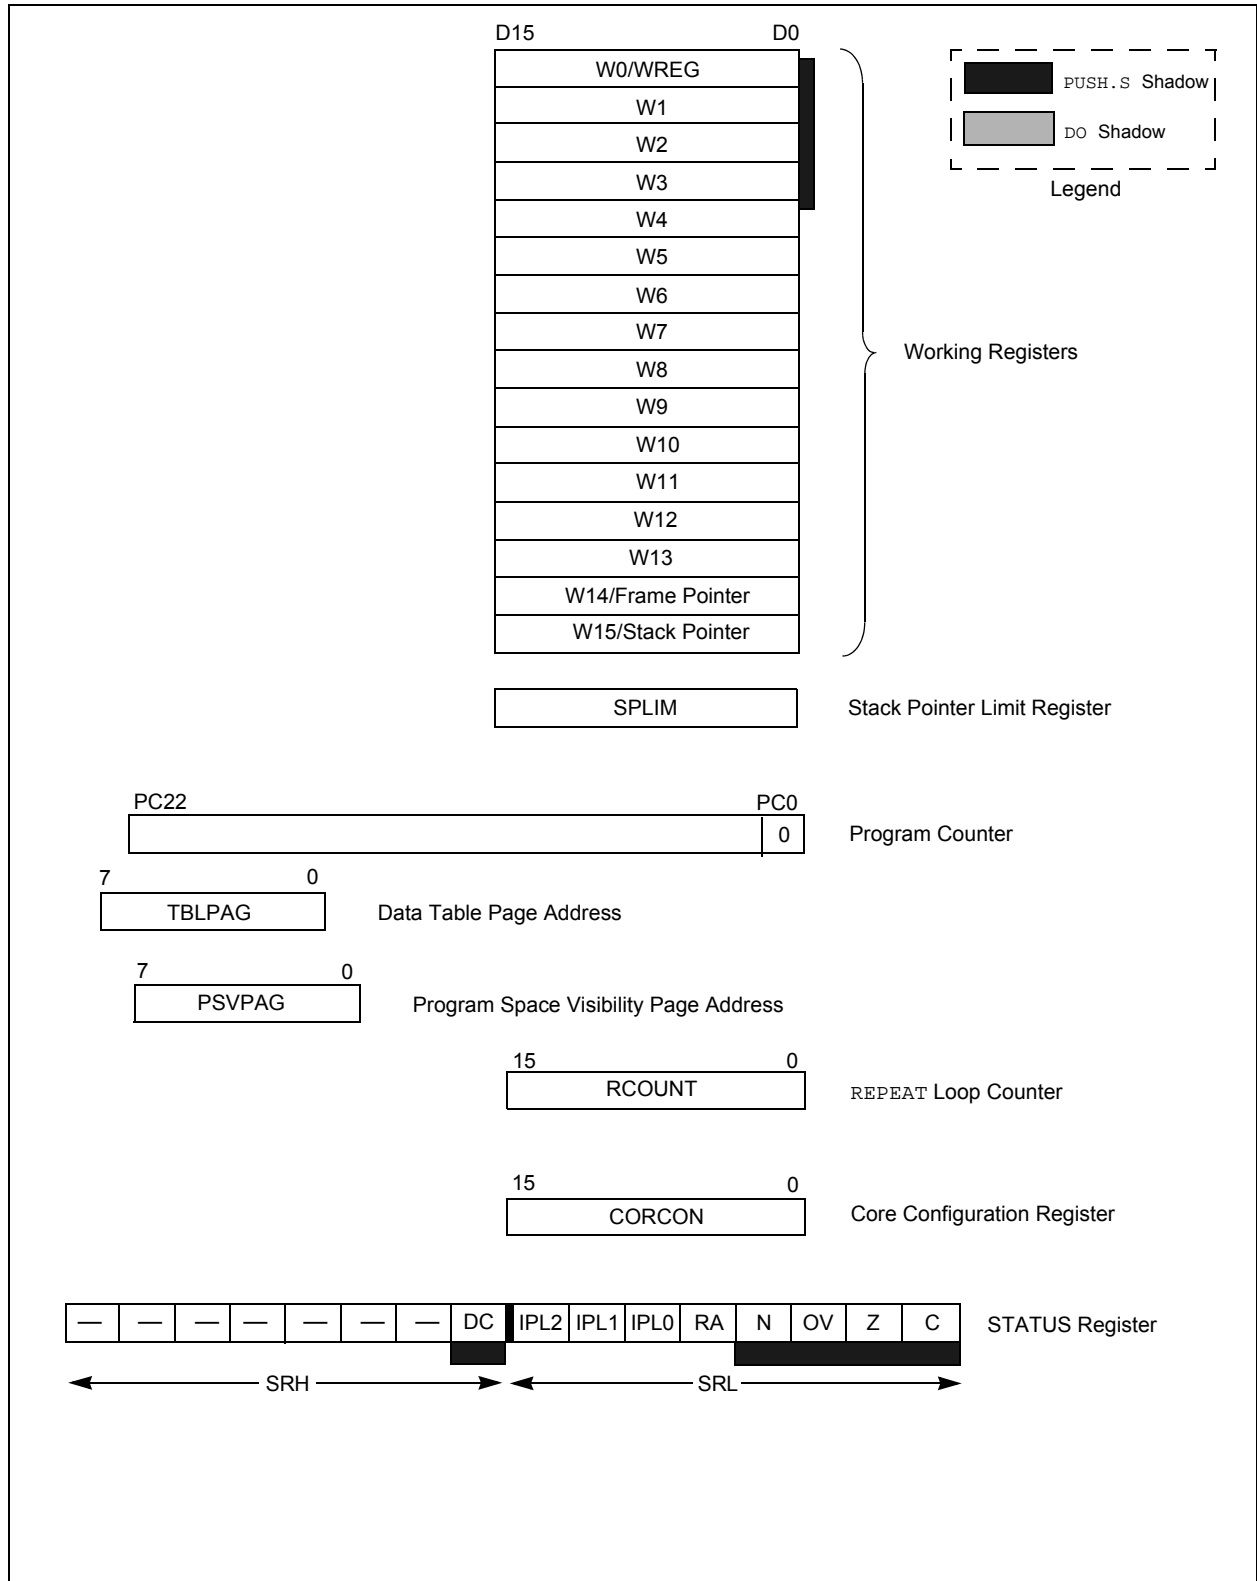 D15 D0
W0/WREG
PUSH.S Shadow
W1
DO Shadow
W2
W3
Legend
W4
W5
W6
W7
Working Registers
W8
W9
W10
W11
W12
W13
W14/Frame Pointer
W15/Stack Pointer
SPLIM Stack Pointer Limit Register
PC22 PC0
0 Program Counter
7 0
TBLPAG Data Table Page Address
7 0
PSVPAG Program Space Visibility Page Address
15 0
RCOUNT REPEAT Loop Counter
15 0
CORCON Core Configuration Register
— — — — — — — DC IPL2 IPL1 IPL0 RA N OV Z C STATUS Register
SRH SRL